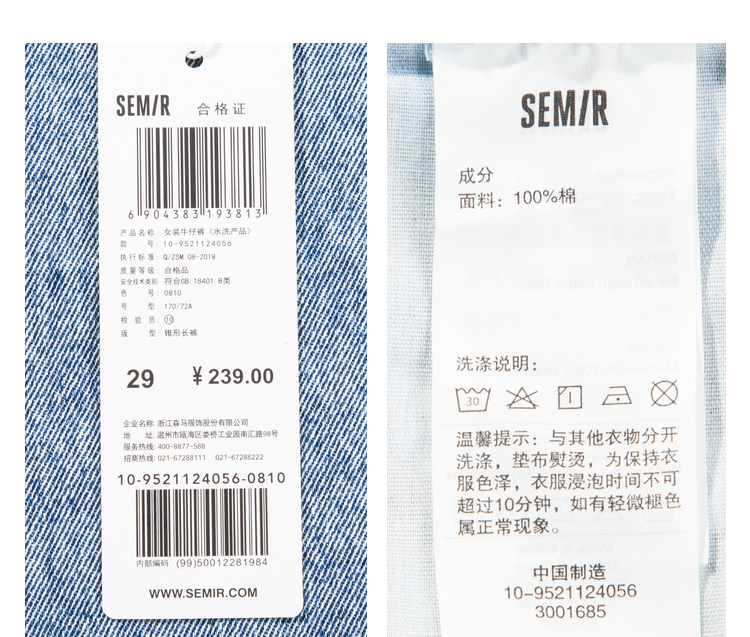 SEMIR 合格证
6 904383 193813
产品名称: 女装牛仔裤（水洗产品）
款 号: 10-9521124056
执行标准: Q/ZSM 08-2018
质量等级: 合格品
安全技术类别: 符合GB 18401 B类
色 号: 0810
号 型: 170/72A
检 验 员: ⑩
版 型: 锥形长裤
29 ¥ 239.00
企业名称: 浙江森马服饰股份有限公司
地 址: 温州市瓯海区娄桥工业园南汇路98号
服务热线: 400-8877-588
招商热线: 021-67288111 021-67288222
10-9521124056-0810
内部编码 (99)50012281984
WWW.SEMIR.COM
SEMIR
成分
面料: 100%棉
洗涤说明:
30
温馨提示: 与其他衣物分开
洗涤，垫布熨烫，为保持衣
服色泽，衣服浸泡时间不可
超过10分钟，如有轻微褪色
属正常现象。
中国制造
10-9521124056
3001685